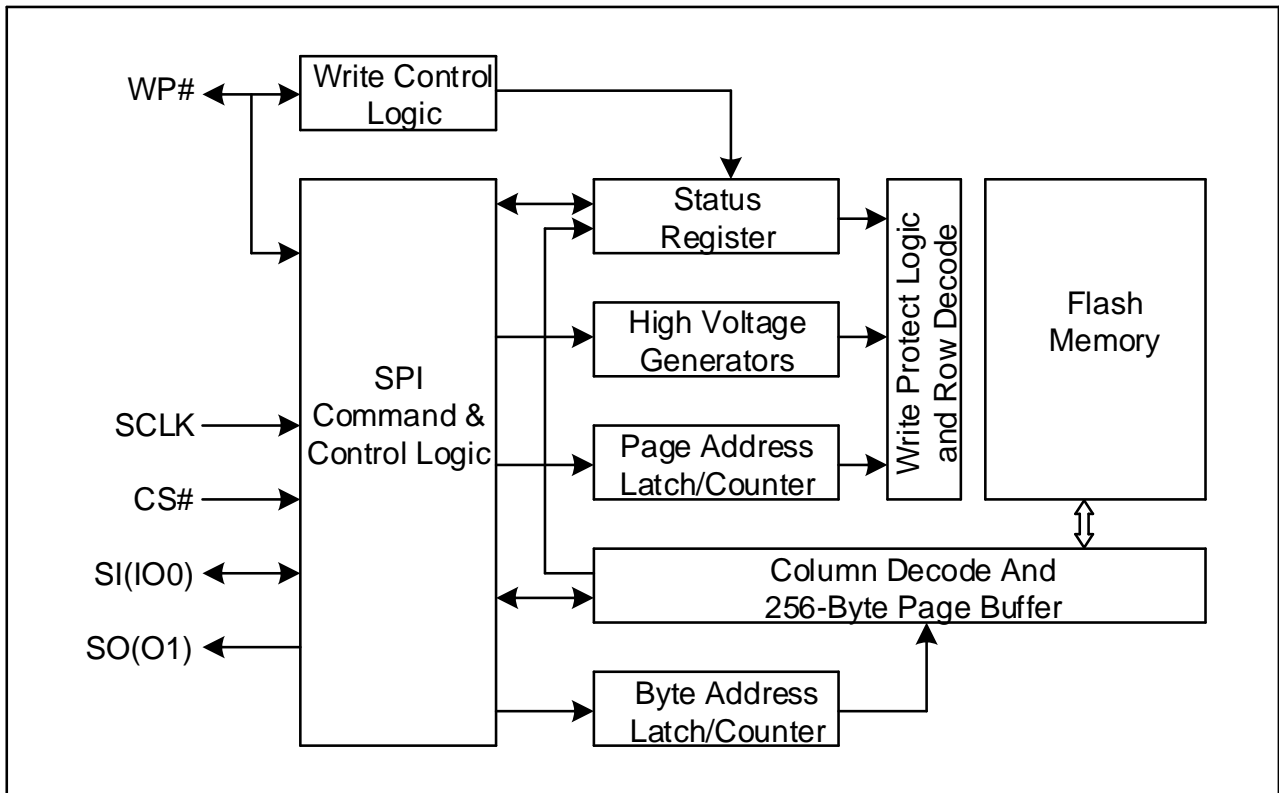 WP#
Write Control
Logic
Status
Register
High Voltage
Generators
Page Address
Latch/Counter
Write Protect Logic
and Row Decode
Flash
Memory
SPI
Command &
Control Logic
SCLK
CS#
SI(IO0)
SO(O1)
Column Decode And
256-Byte Page Buffer
Byte Address
Latch/Counter